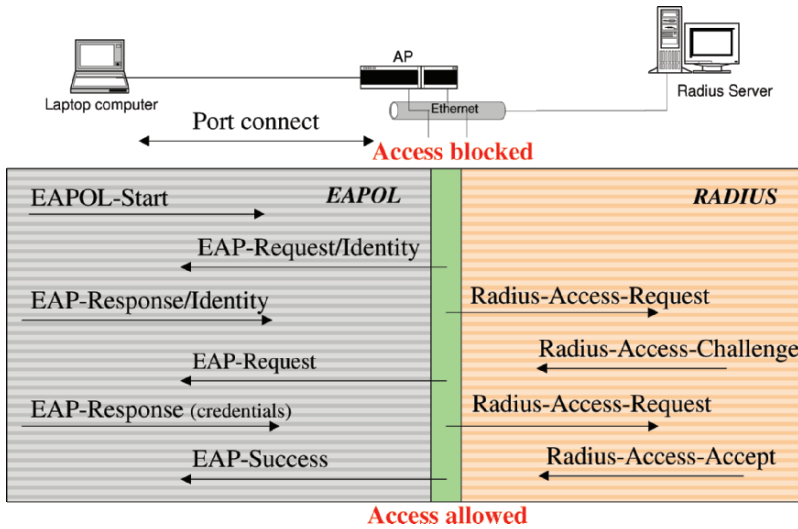 AP
Laptop computer
Ethernet
Radius Server
Port connect
Access blocked
EAPOL
RADIUS
EAPOL-Start
EAP-Request/Identity
EAP-Response/Identity
Radius-Access-Request
EAP-Request
Radius-Access-Challenge
EAP-Response (credentials)
Radius-Access-Request
EAP-Success
Radius-Access-Accept
Access allowed